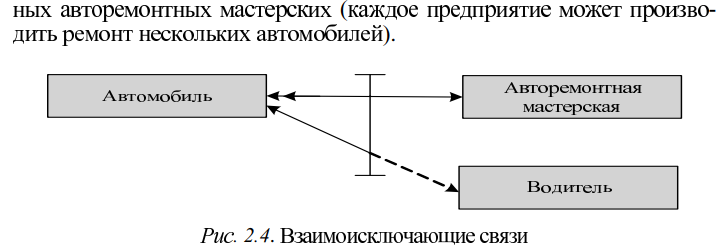 ных авторемонтных мастерских (каждое предприятие может произво-
дить ремонт нескольких автомобилей).
Автомобиль
Авторемонтная
мастерская
Водитель
Рис. 2.4. Взаимоисключающие связи